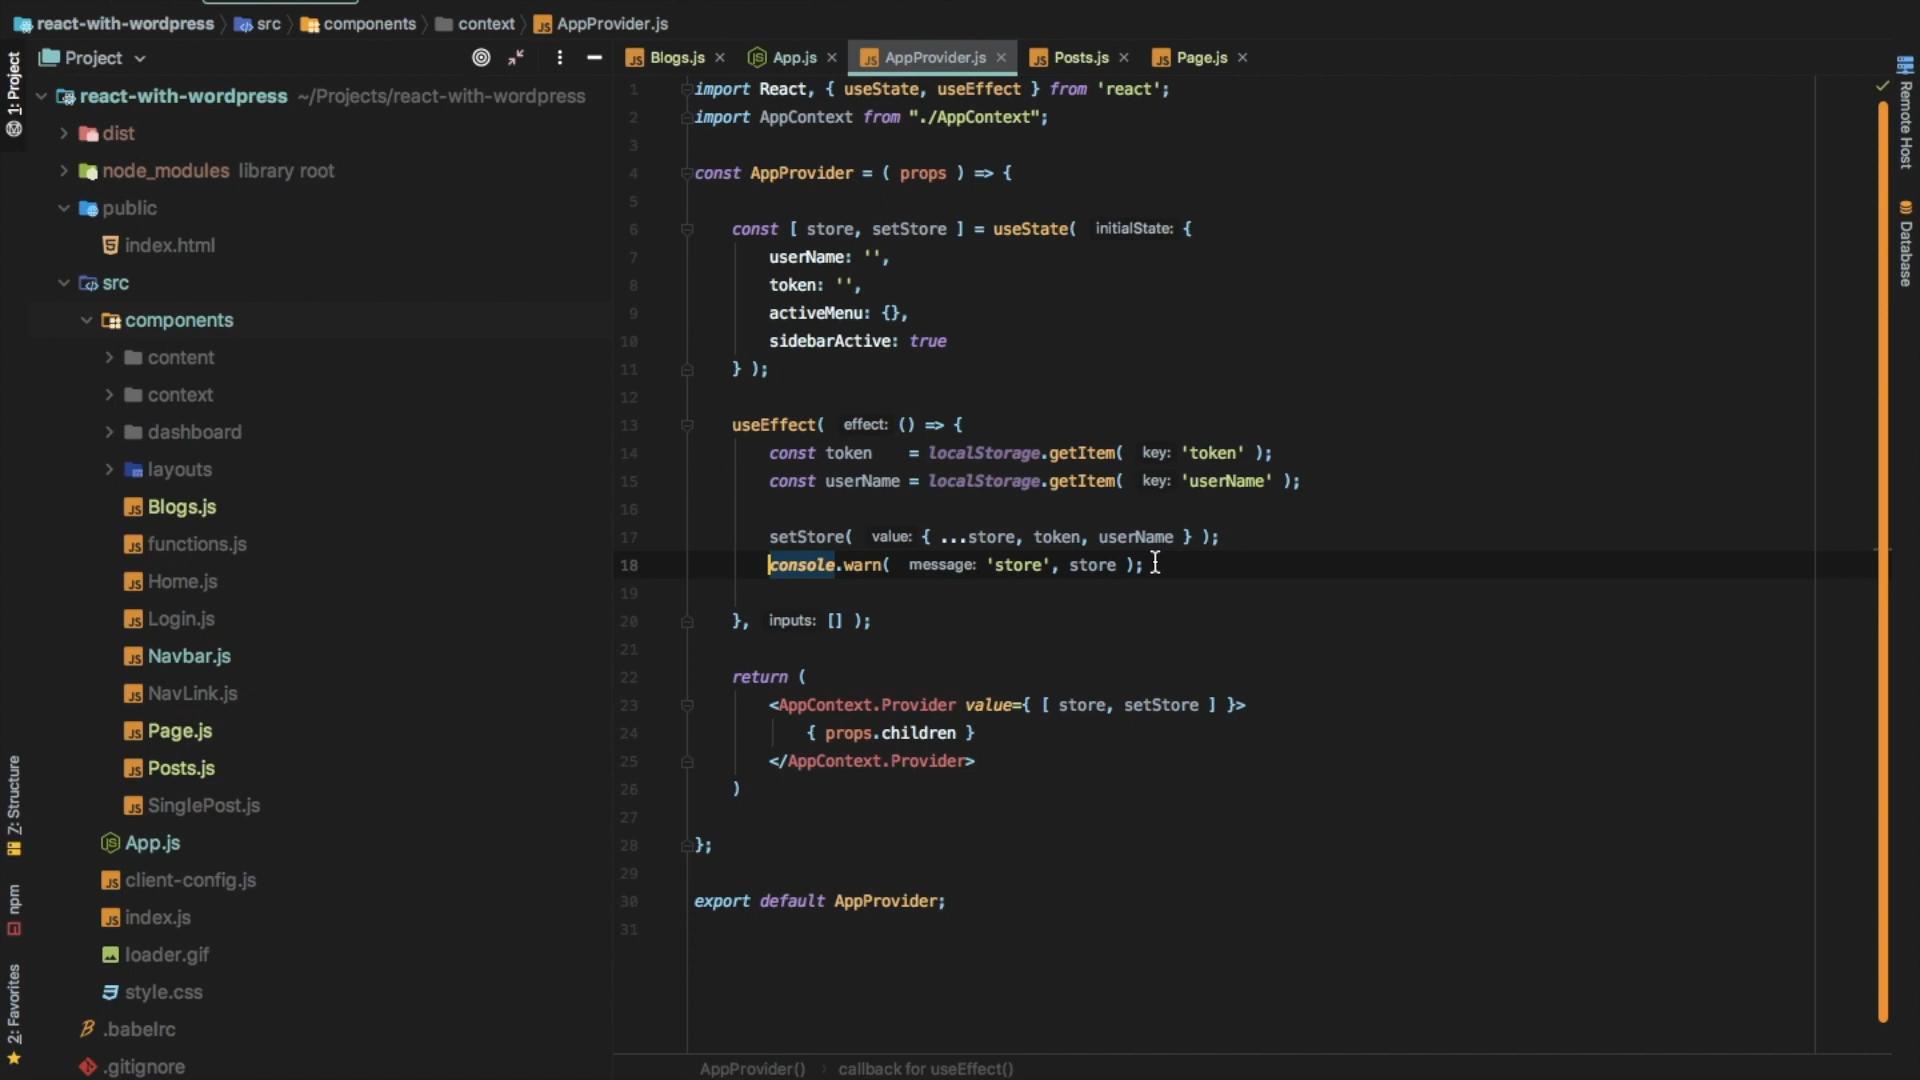 react-with-wordpress src components context AppProvider.js
1: Project
Project
Blogs.js
App.js
AppProvider.js
Posts.js
Page.js
react-with-wordpress ~/Projects/react-with-wordpress
dist
node_modules library root
public
index.html
src
components
content
context
dashboard
layouts
Blogs.js
functions.js
Home.js
Login.js
Navbar.js
NavLink.js
Page.js
Posts.js
SinglePost.js
App.js
client-config.js
index.js
loader.gif
style.css
.babelrc
.gitignore
Z: Structure
npm
2: Favorites
1 import React, { useState, useEffect } from 'react';
2 import AppContext from "./AppContext";
3
4 const AppProvider = ( props ) => {
5
6 const [ store, setStore ] = useState( initialState: {
7 userName: '',
8 token: '',
9 activeMenu: {},
10 sidebarActive: true
11 } );
12
13 useEffect( effect: () => {
14 const token = localStorage.getItem( key: 'token' );
15 const userName = localStorage.getItem( key: 'userName' );
16
17 setStore( value: { ...store, token, userName } );
18 console.warn( message: 'store', store );
19
20 }, inputs: [] );
21
22 return (
23 <AppContext.Provider value={ [ store, setStore ] }>
24 { props.children }
25 </AppContext.Provider>
26 )
27
28 };
29
30 export default AppProvider;
31
AppProvider() callback for useEffect()
Remote Host
Database